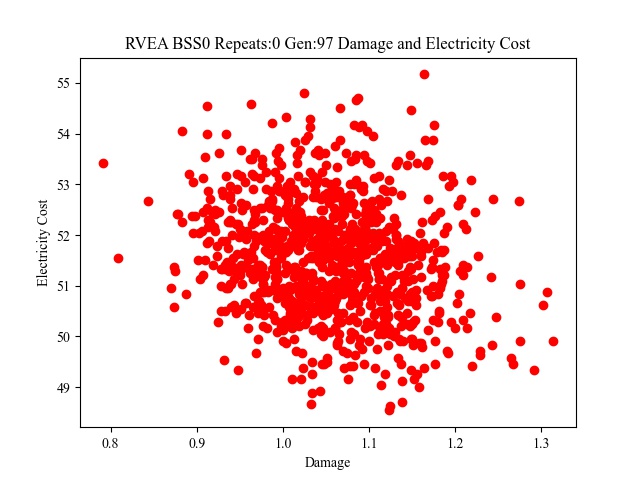 RVEA BSS0 Repeats:0 Gen:97 Damage and Electricity Cost
55
54
53
52
51
50
49
Electricity Cost
0.8 0.9 1.0 1.1 1.2 1.3
Damage